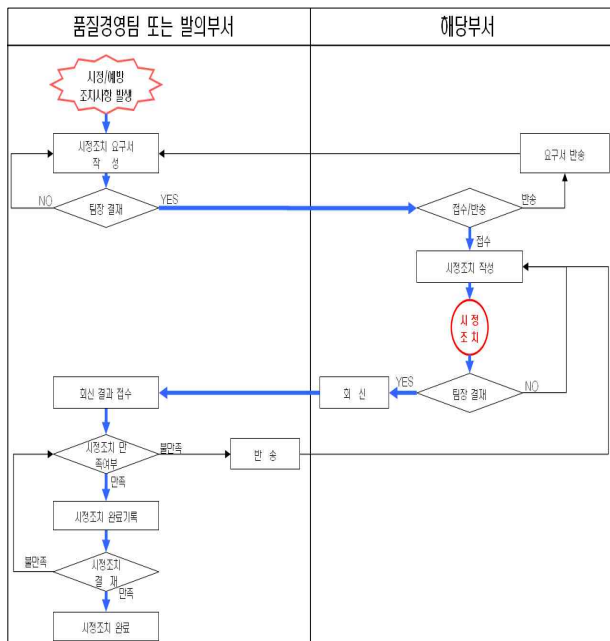 품질경영팀 또는 발의부서
해당부서
시정/예방
조치사항 발생
시정조치 요구서
작 성
요구서 반송
NO
팀장 결재
YES
접수/반송
반송
접수
시정조치 작성
시 정
조 치
회신 결과 접수
회 신
YES
팀장 결재
NO
시정조치 만
족여부
불만족
반 송
만족
시정조치 완료기록
불만족
시정조치
결 재
만족
시정조치 완료